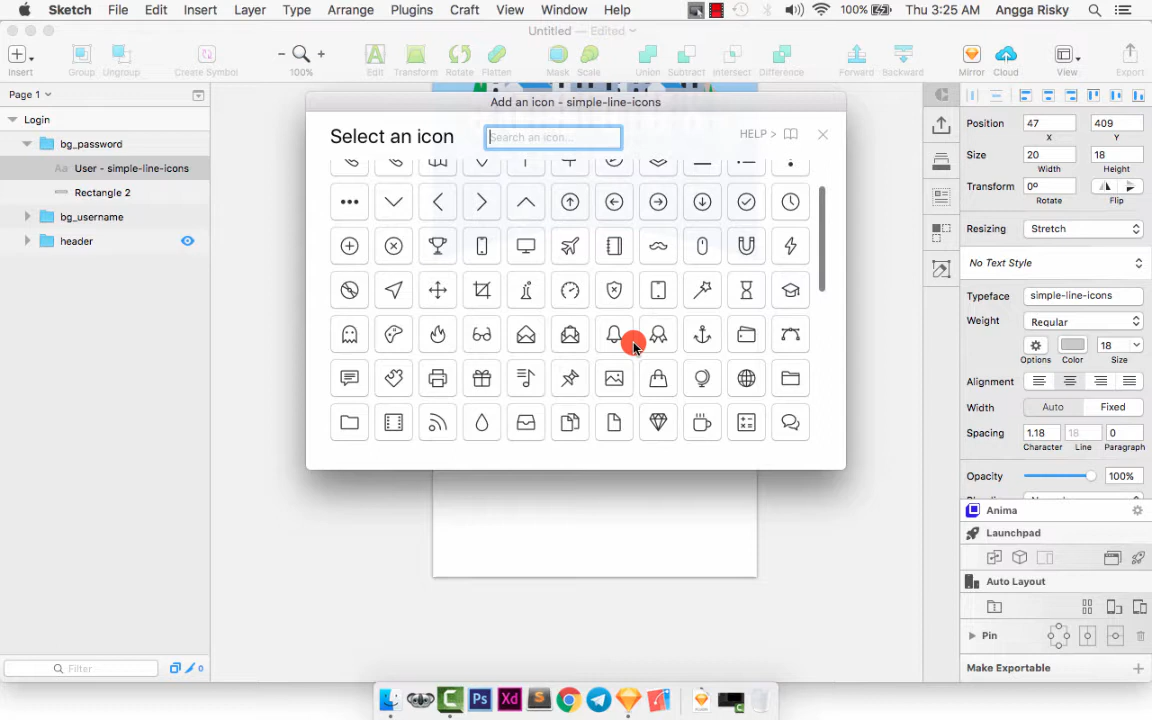 Sketch File Edit Insert Layer Type Arrange Plugins Craft View Window Help 100% Thu 3:25 AM Angga Risky
Untitled — Edited
Insert Group Ungroup Create Symbol 100% Edit Transform Rotate Flatten Mask Scale Union Subtract Intersect Difference Forward Backward Mirror Cloud View Export
Page 1
Login
bg_password
Aa User - simple-line-icons
Rectangle 2
bg_username
header
Filter 0
Add an icon - simple-line-icons
Select an icon Search an icon... HELP >
Position 47 409
X Y
Size 20 18
Width Height
Transform 0º
Rotate Flip
Resizing Stretch
No Text Style
Typeface simple-line-icons
Weight Regular
18
Options Color Size
Alignment
Width Auto Fixed
Spacing 1.18 18 0
Character Line Paragraph
Opacity 100%
Anima
Launchpad
Auto Layout
Pin
Make Exportable
Ps Xd S